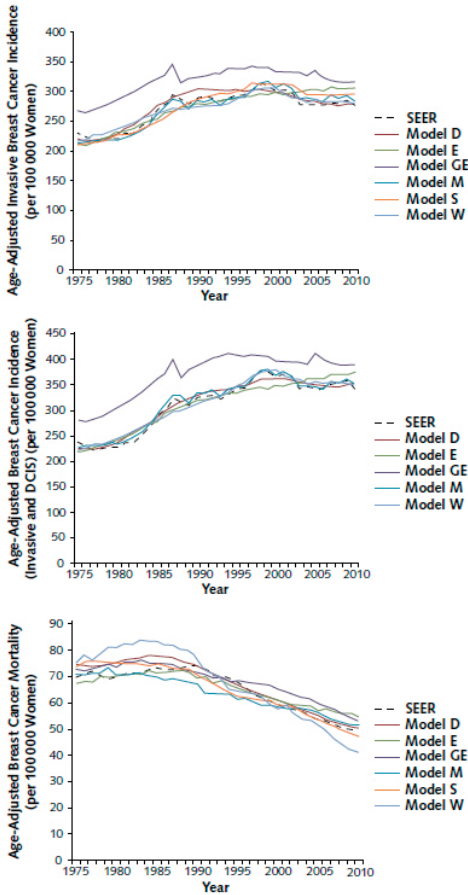 Age-Adjusted Invasive Breast Cancer Incidence
(per 100 000 Women)
400
350
300
250
200
150
100
50
0
1975 1980 1985 1990 1995 2000 2005 2010
Year
SEER
Model D
Model E
Model GE
Model M
Model S
Model W
Age-Adjusted Breast Cancer Incidence
(Invasive and DCIS) (per 100 000 Women)
450
400
350
300
250
200
150
100
50
0
1975 1980 1985 1990 1995 2000 2005 2010
Year
SEER
Model D
Model E
Model GE
Model M
Model W
Age-Adjusted Breast Cancer Mortality
(per 100 000 Women)
90
80
70
60
50
40
30
20
10
0
1975 1980 1985 1990 1995 2000 2005 2010
Year
SEER
Model D
Model E
Model GE
Model M
Model S
Model W